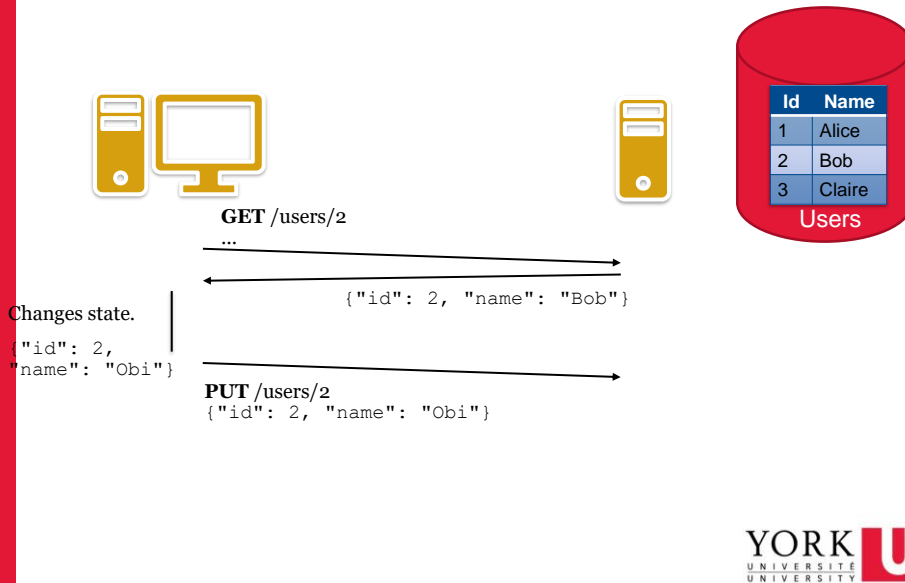 Id Name
1 Alice
2 Bob
3 Claire
Users
GET /users/2
...
{"id": 2, "name": "Bob"}
Changes state.
{"id": 2,
"name": "Obi"}
PUT /users/2
{"id": 2, "name": "Obi"}
YORK U
UNIVERSITÉ
UNIVERSITY